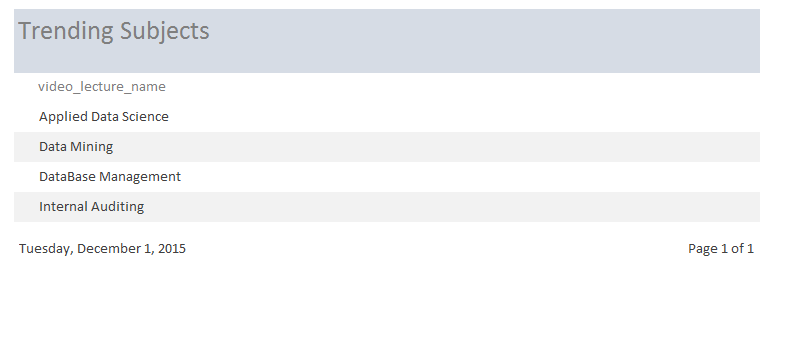 Trending Subjects
video_lecture_name
Applied Data Science
Data Mining
DataBase Management
Internal Auditing
Tuesday, December 1, 2015 Page 1 of 1